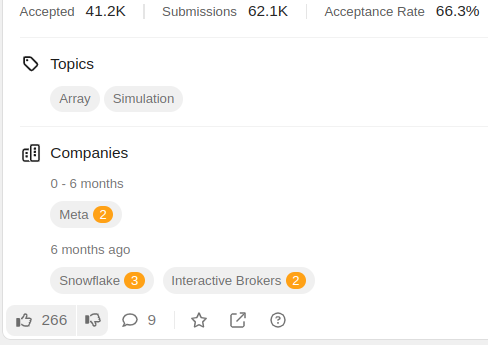 Accepted 41.2K Submissions 62.1K Acceptance Rate 66.3%
Topics
Array Simulation
Companies
0 - 6 months
Meta 2
6 months ago
Snowflake 3 Interactive Brokers 2
266 9